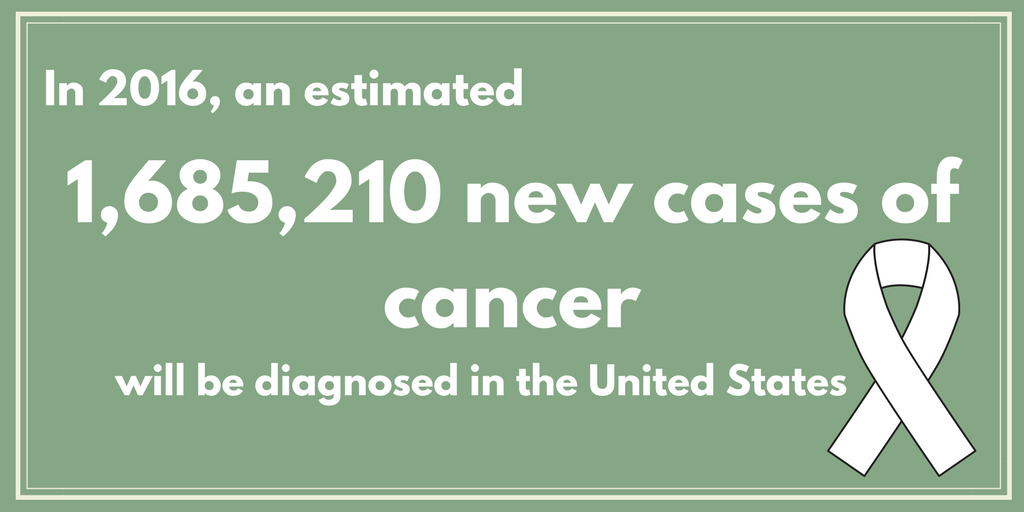 In 2016, an estimated
1,685,210 new cases of
cancer
will be diagnosed in the United States